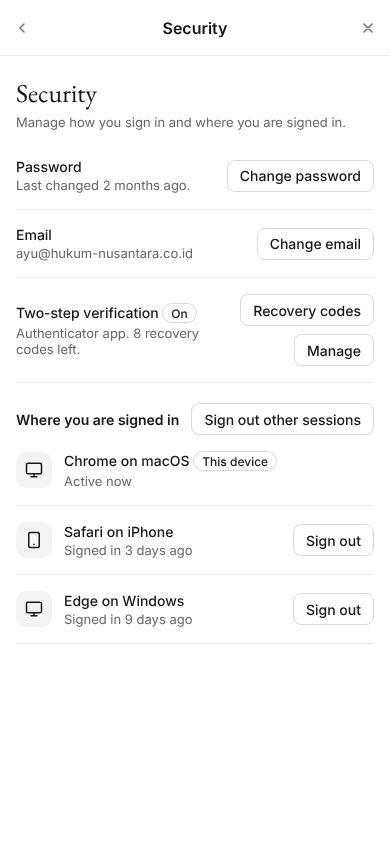 Security
Security
Manage how you sign in and where you are signed in.
Password
Last changed 2 months ago.
Change password
Email
ayu@hukum-nusantara.co.id
Change email
Two-step verification On
Authenticator app. 8 recovery
codes left.
Recovery codes
Manage
Where you are signed in
Sign out other sessions
Chrome on macOS This device
Active now
Safari on iPhone
Signed in 3 days ago
Sign out
Edge on Windows
Signed in 9 days ago
Sign out